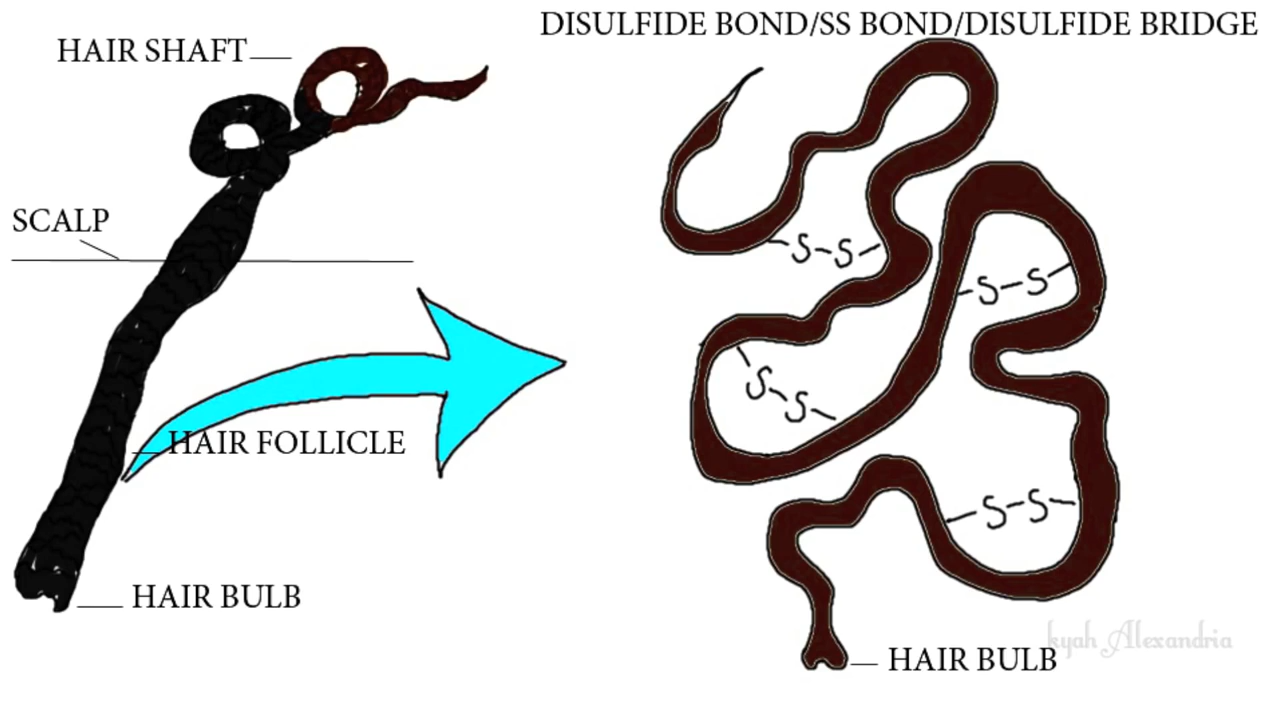 DISULFIDE BOND/SS BOND/DISULFIDE BRIDGE
HAIR SHAFT
SCALP
S-S
S-S
S-S
HAIR FOLLICLE
S-S
HAIR BULB
HAIR BULB
kyah Alexandria